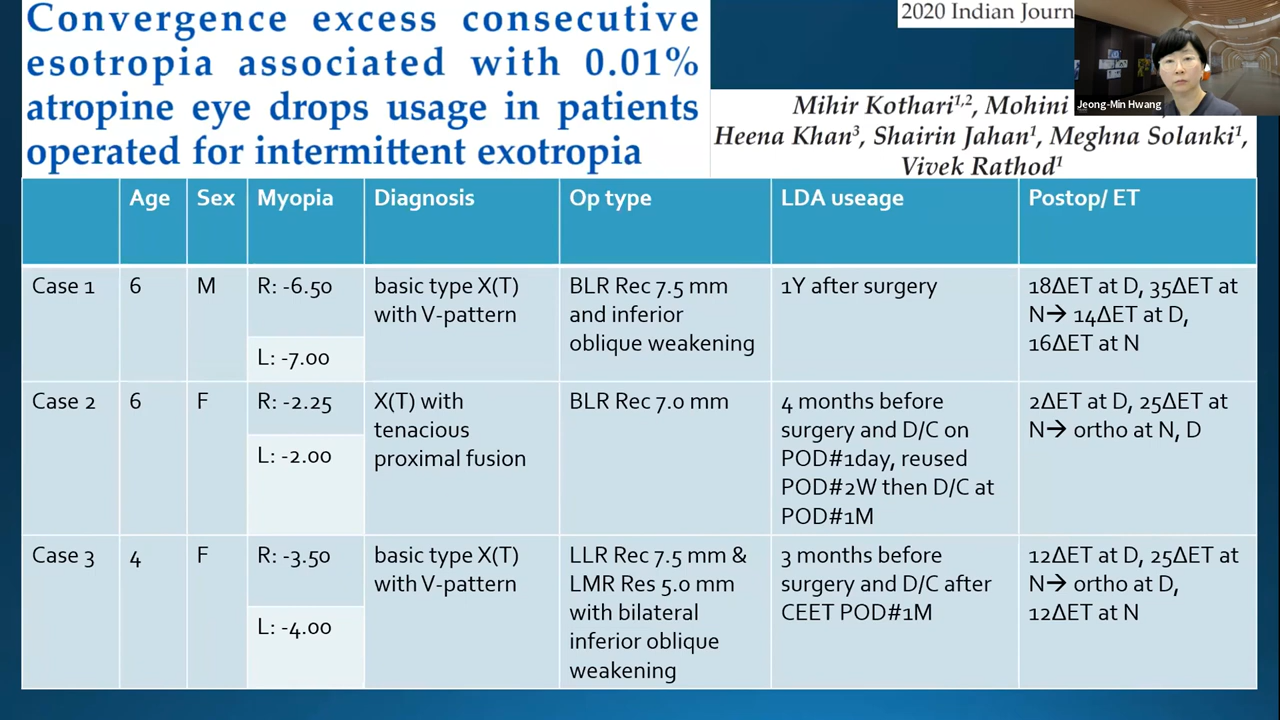 Convergence excess consecutive
esotropia associated with 0.01%
atropine eye drops usage in patients
operated for intermittent exotropia
2020 Indian Journ
Jeong-Min Hwang
Mihir Kothari¹,², Mohini
Heena Khan³, Shairin Jahan¹, Meghna Solanki¹,
Vivek Rathod¹
Age
Sex
Myopia
Diagnosis
Op type
LDA useage
Postop/ ET
Case 1
6
M
R: -6.50
L: -7.00
basic type X(T)
with V-pattern
BLR Rec 7.5 mm
and inferior
oblique weakening
1Y after surgery
18ΔET at D, 35ΔET at
N→ 14ΔET at D,
16ΔET at N
Case 2
6
F
R: -2.25
L: -2.00
X(T) with
tenacious
proximal fusion
BLR Rec 7.0 mm
4 months before
surgery and D/C on
POD#1day, reused
POD#2W then D/C at
POD#1M
2ΔET at D, 25ΔET at
N→ ortho at N, D
Case 3
4
F
R: -3.50
L: -4.00
basic type X(T)
with V-pattern
LLR Rec 7.5 mm &
LMR Res 5.0 mm
with bilateral
inferior oblique
weakening
3 months before
surgery and D/C after
CEET POD#1M
12ΔET at D, 25ΔET at
N→ ortho at D,
12ΔET at N